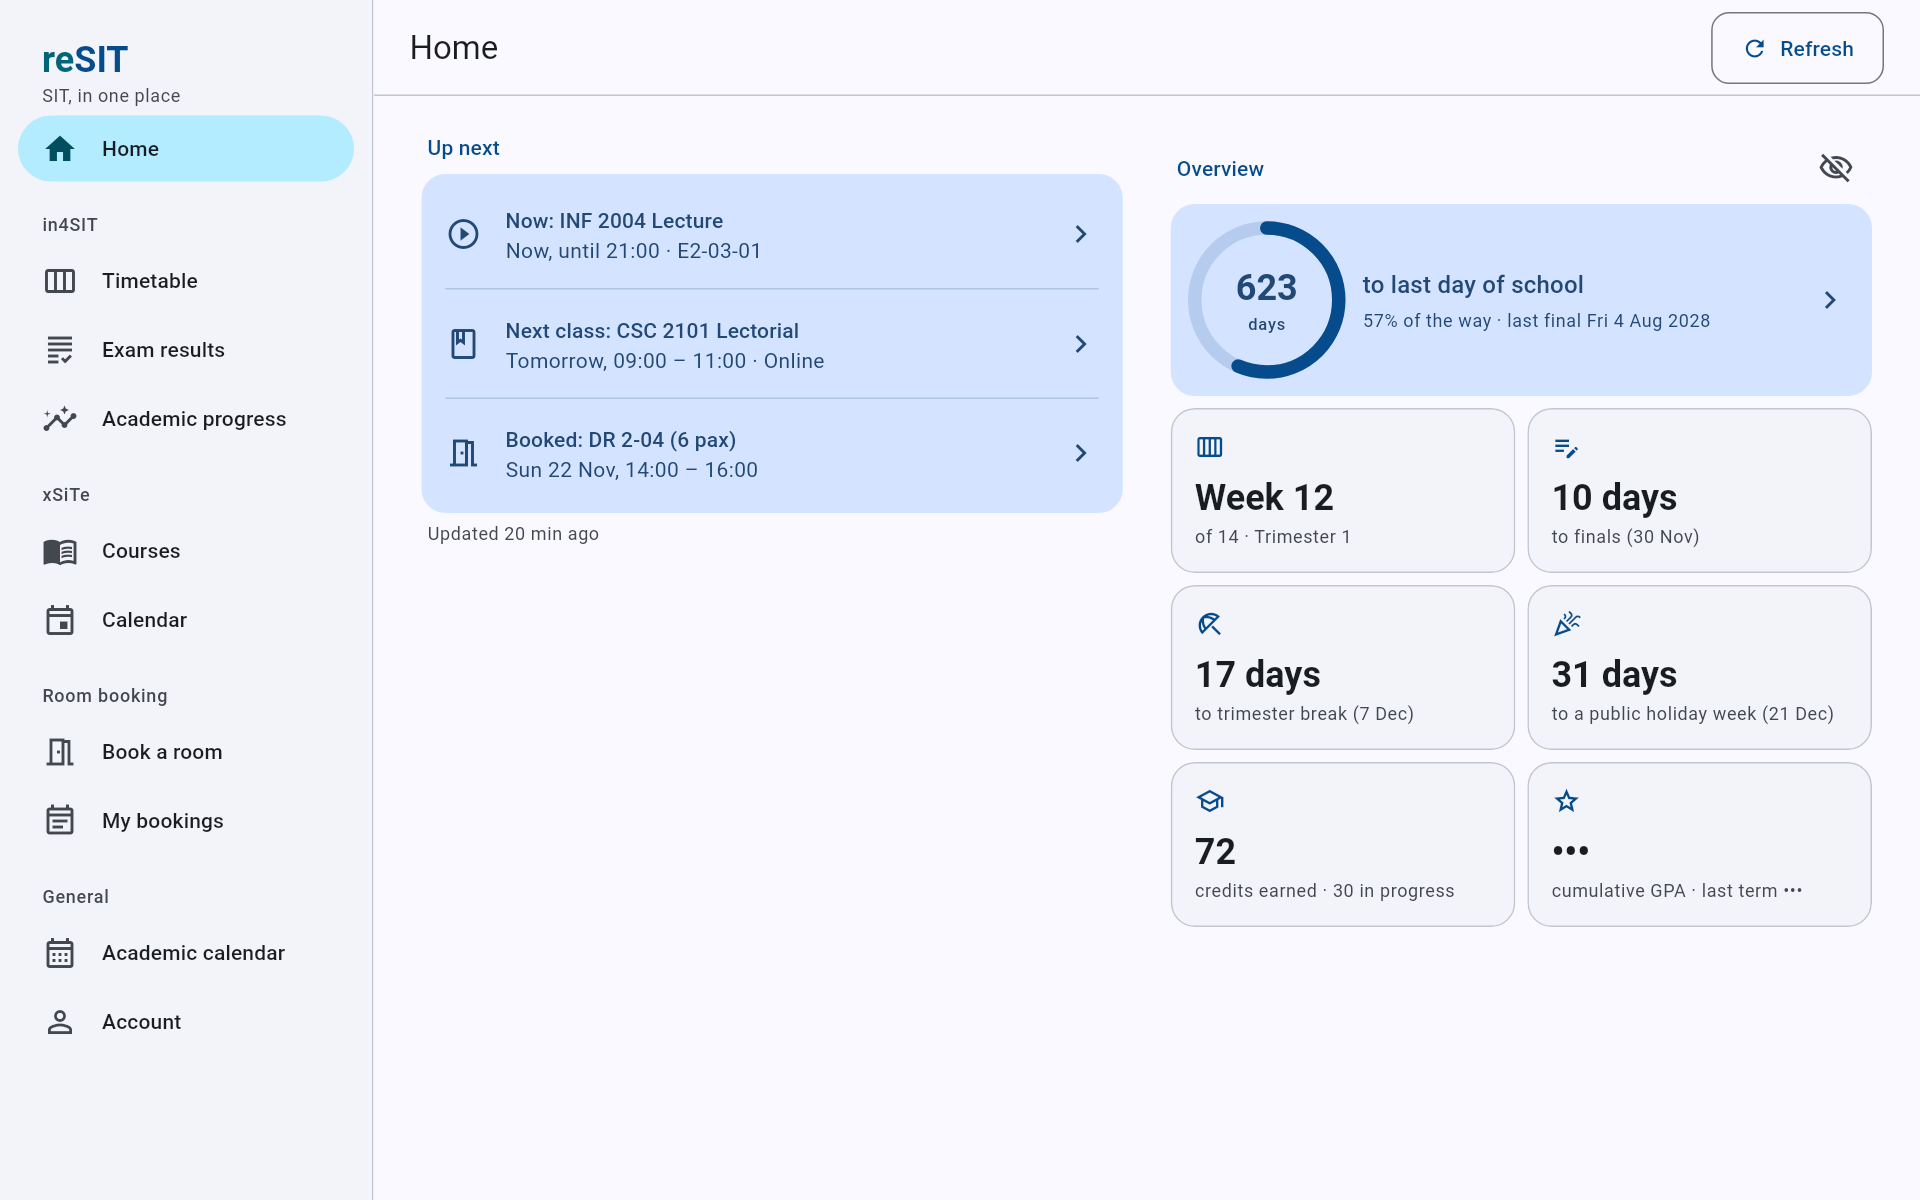 reSIT
SIT, in one place
Home
in4SIT
Timetable
Exam results
Academic progress
xSiTe
Courses
Calendar
Room booking
Book a room
My bookings
General
Academic calendar
Account
Home
Refresh
Up next
Now: INF 2004 Lecture
Now, until 21:00 · E2-03-01
Next class: CSC 2101 Lectorial
Tomorrow, 09:00 – 11:00 · Online
Booked: DR 2-04 (6 pax)
Sun 22 Nov, 14:00 – 16:00
Updated 20 min ago
Overview
623
days
to last day of school
57% of the way · last final Fri 4 Aug 2028
Week 12
of 14 · Trimester 1
10 days
to finals (30 Nov)
17 days
to trimester break (7 Dec)
31 days
to a public holiday week (21 Dec)
72
credits earned · 30 in progress
•••
cumulative GPA · last term •••